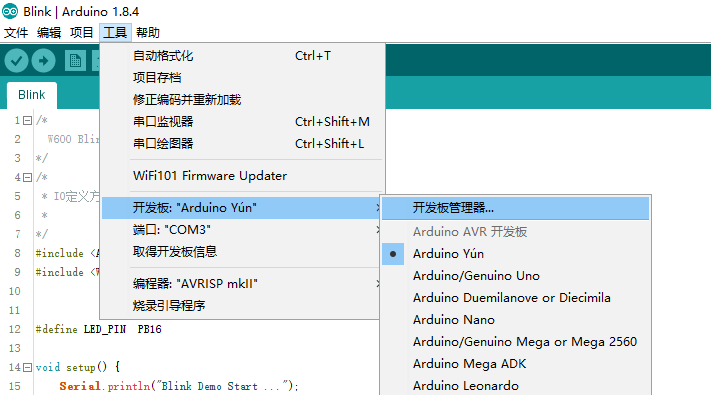 Blink | Arduino 1.8.4
文件 编辑 项目 工具 帮助
Blink
自动格式化 Ctrl+T
项目存档
修正编码并重新加载
串口监视器 Ctrl+Shift+M
串口绘图器 Ctrl+Shift+L
WiFi101 Firmware Updater
开发板: "Arduino Yún"
端口: "COM3"
取得开发板信息
编程器: "AVRISP mkII"
烧录引导程序
开发板管理器...
Arduino AVR 开发板
Arduino Yún
Arduino/Genuino Uno
Arduino Duemilanove or Diecimila
Arduino Nano
Arduino/Genuino Mega or Mega 2560
Arduino Mega ADK
Arduino Leonardo
1 /*
2 W600 Blin
3 */
4 /*
5 * IO定义方
6 *
7 */
8 #include <A
9 #include <W
10
11
12 #define LED_PIN PB16
13
14 void setup() {
15 Serial.println("Blink Demo Start ...");